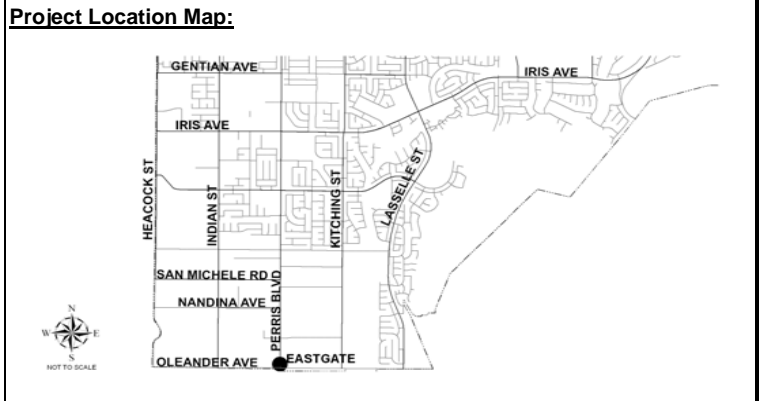 Project Location Map:
GENTIAN AVE
IRIS AVE
IRIS AVE
HEACOCK ST
INDIAN ST
KITCHING ST
LASSELLE ST
SAN MICHELE RD
PERRIS BLVD
NANDINA AVE
N
W E
S
NOT TO SCALE
OLEANDER AVE
EASTGATE